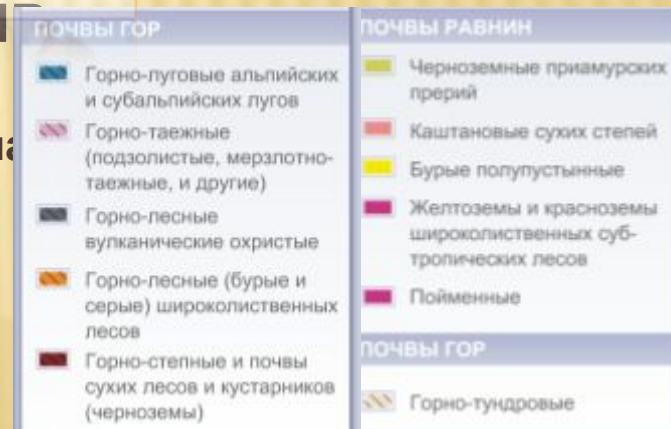 ПОЧВЫ ГОР
Горно-луговые альпийских
и субальпийских лугов
Горно-таежные
(подзолистые, мерзлотно-
таежные, и другие)
Горно-лесные
вулканические охристые
Горно-лесные (бурые и
серые) широколиственных
лесов
Горно-степные и почвы
сухих лесов и кустарников
(черноземы)
ПОЧВЫ РАВНИН
Черноземные приамурских
прерий
Каштановые сухих степей
Бурые полупустынные
Желтоземы и красноземы
широколиственных суб-
тропических лесов
Пойменные
ПОЧВЫ ГОР
Горно-тундровые